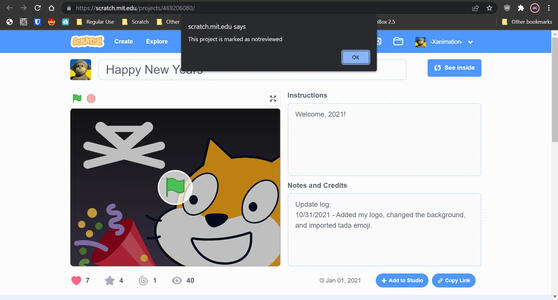 https://scratch.mit.edu/projects/469206080/
Regular Use
Scratch
Other
Box 2.5
Other bookmarks
scratch.mit.edu says
This project is marked as notreviewed
OK
SCRATCH
Create
Explore
-Xanimation-
Happy New Years
See inside
Instructions
Welcome, 2021!
Notes and Credits
Update log:
10/31/2021 - Added my logo, changed the background,
and imported tada emoji.
7
4
1
40
Jan 01, 2021
Add to Studio
Copy Link